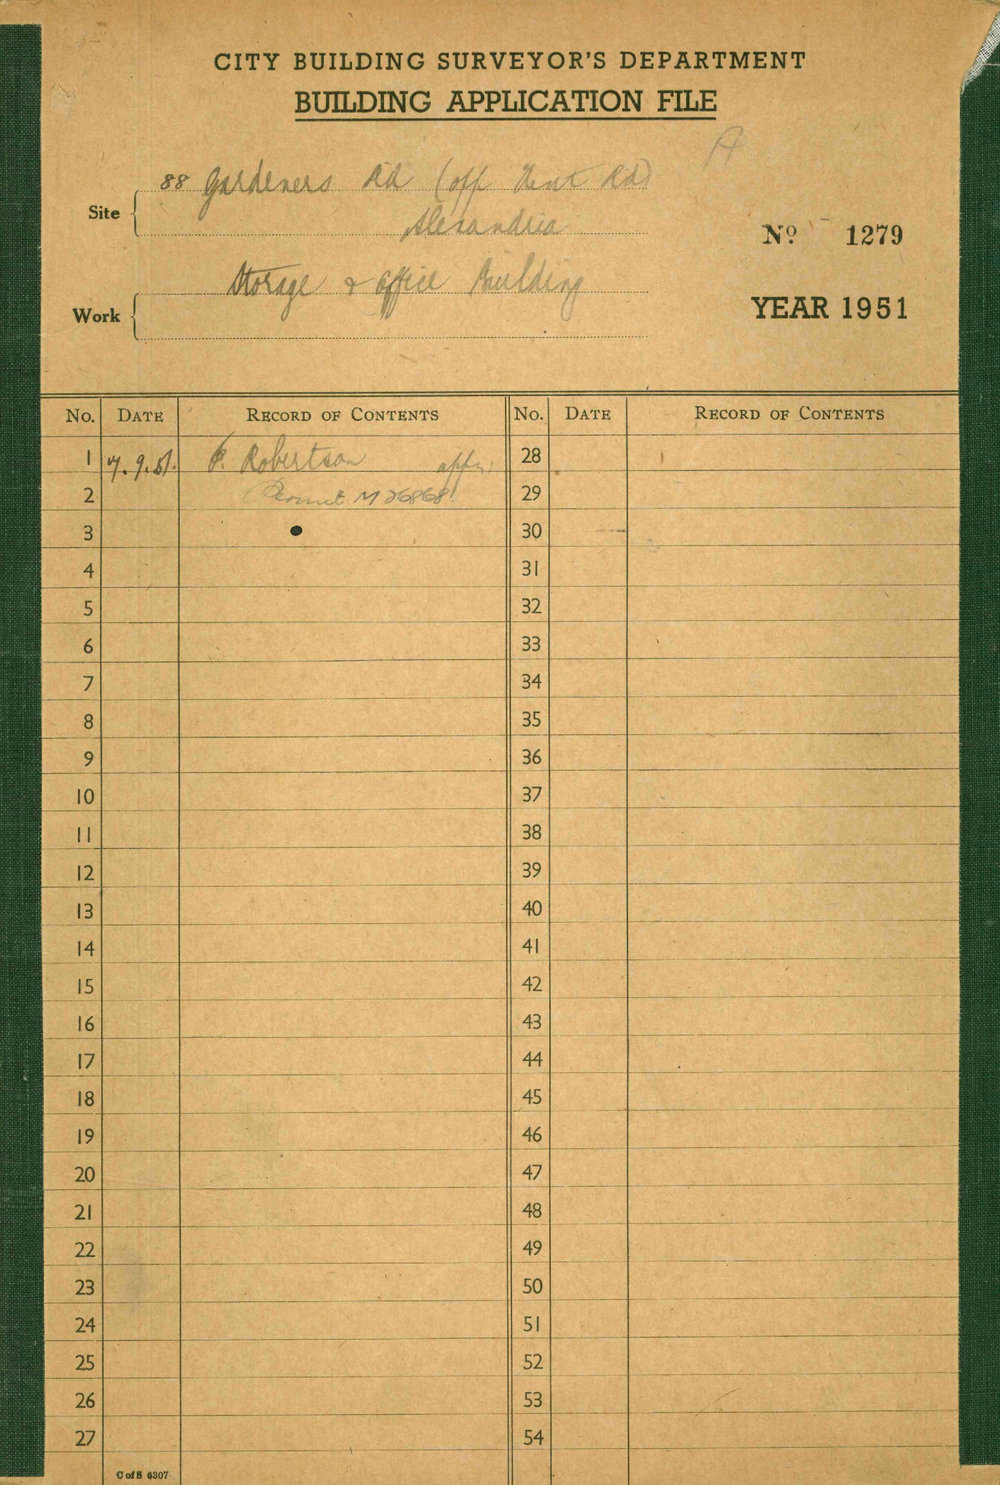 CITY BUILDING SURVEYOR'S DEPARTMENT
BUILDING APPLICATION FILE
A
Site
88 Gardeners Rd (off Kent Rd)
Alexandria
No 1279
Work
Storage & Office Building
YEAR 1951
No. DATE RECORD OF CONTENTS No. DATE RECORD OF CONTENTS
1 7.9.51. Robertson 28
2 Permit M 26868 29
3 30
4 31
5 32
6 33
7 34
8 35
9 36
10 37
11 38
12 39
13 40
14 41
15 42
16 43
17 44
18 45
19 46
20 47
21 48
22 49
23 50
24 51
25 52
26 53
27 54
C of S 6307